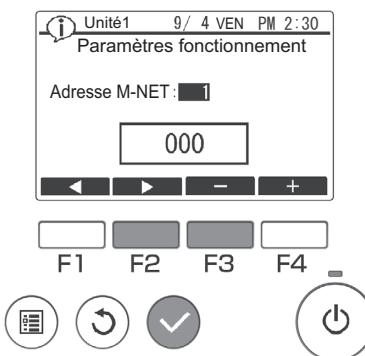 Unité1 9/ 4 VEN PM 2:30
Paramètres fonctionnement
Adresse M-NET: 1
000
− +
F1 F2 F3 F4